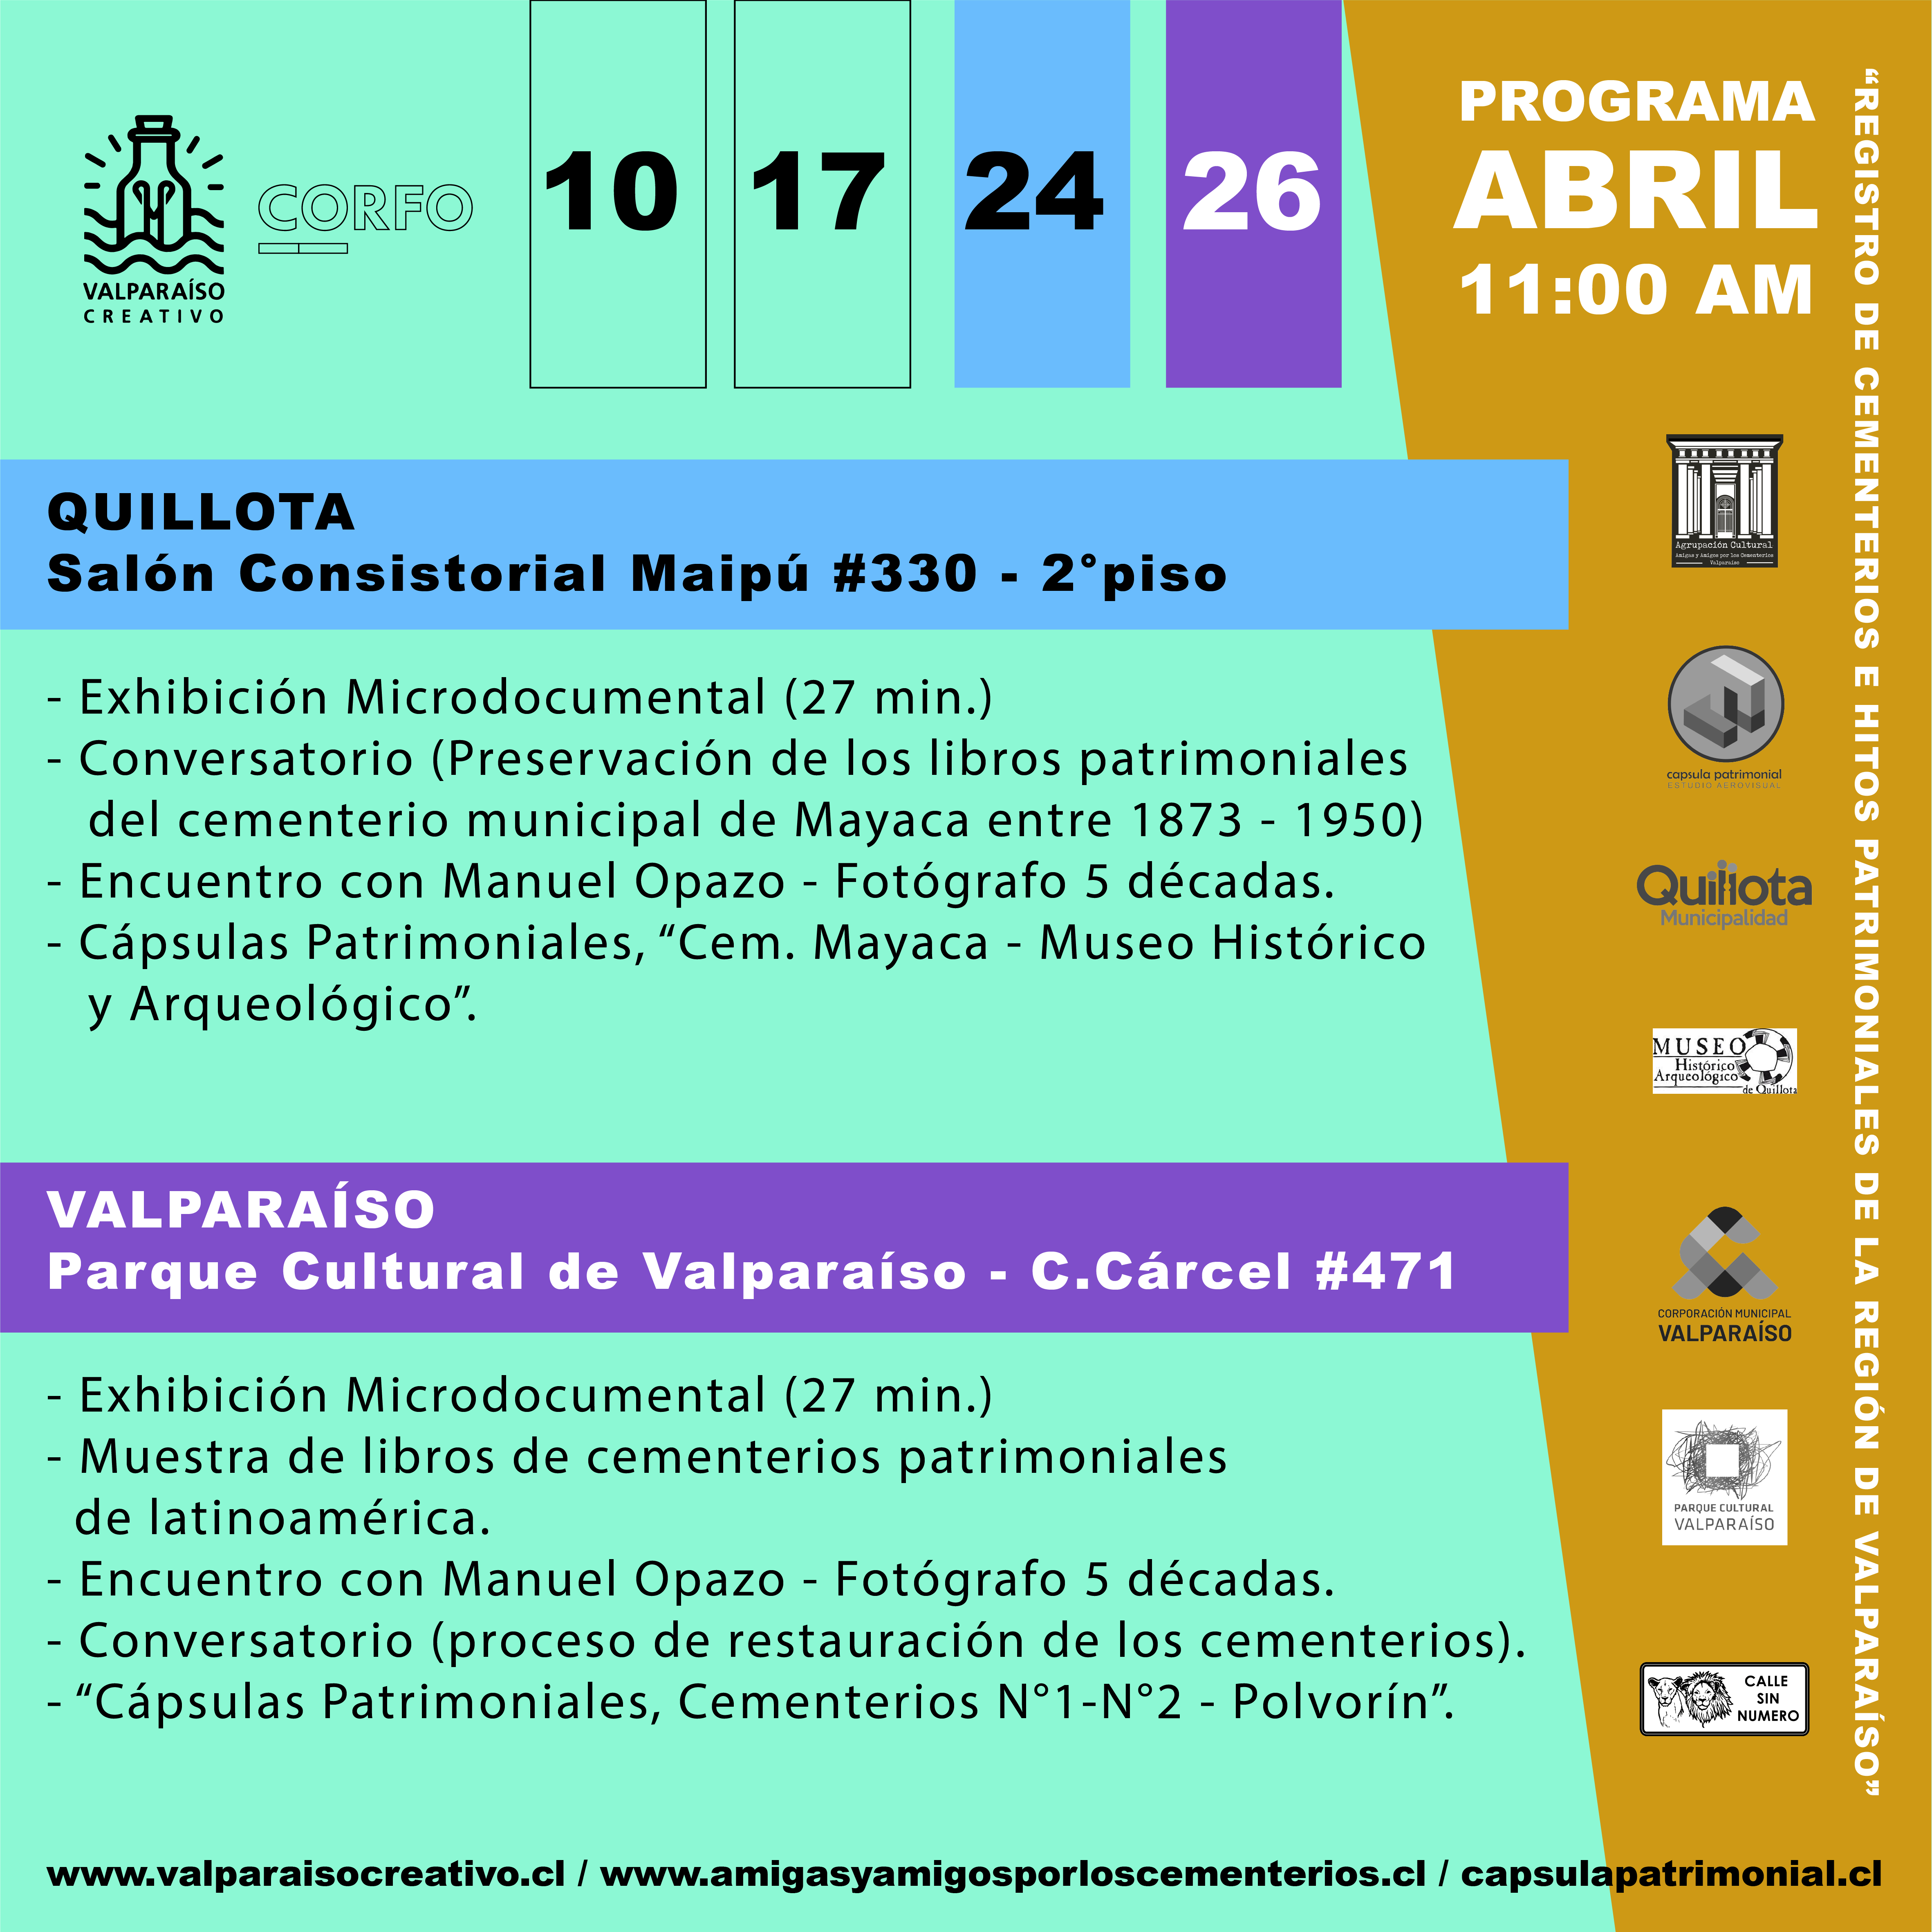 VALPARAÍSO
CREATIVO
CORFO
10
17
24
26
PROGRAMA
ABRIL
11:00 AM
QUILLOTA
Salón Consistorial Maipú #330 - 2°piso
- Exhibición Microdocumental (27 min.)
- Conversatorio (Preservación de los libros patrimoniales
del cementerio municipal de Mayaca entre 1873 - 1950)
- Encuentro con Manuel Opazo - Fotógrafo 5 décadas.
- Cápsulas Patrimoniales, “Cem. Mayaca - Museo Histórico
y Arqueológico”.
VALPARAÍSO
Parque Cultural de Valparaíso - C.Cárcel #471
- Exhibición Microdocumental (27 min.)
- Muestra de libros de cementerios patrimoniales
de latinoamérica.
- Encuentro con Manuel Opazo - Fotógrafo 5 décadas.
- Conversatorio (proceso de restauración de los cementerios).
- “Cápsulas Patrimoniales, Cementerios N°1-N°2 - Polvorín”.
Agrupación Cultural
Amigas y Amigos por los Cementerios
Valparaíso
capsula patrimonial
ESTUDIO AEROVISUAL
Quillota
Municipalidad
MUSEO
Histórico
Arqueológico
de Quillota
CORPORACIÓN MUNICIPAL
VALPARAÍSO
PARQUE CULTURAL
VALPARAÍSO
CALLE
SIN
NUMERO
“REGISTRO DE CEMENTERIOS E HITOS PATRIMONIALES DE LA REGIÓN DE VALPARAÍSO”
www.valparaisocreativo.cl / www.amigasyamigosporloscementerios.cl / capsulapatrimonial.cl